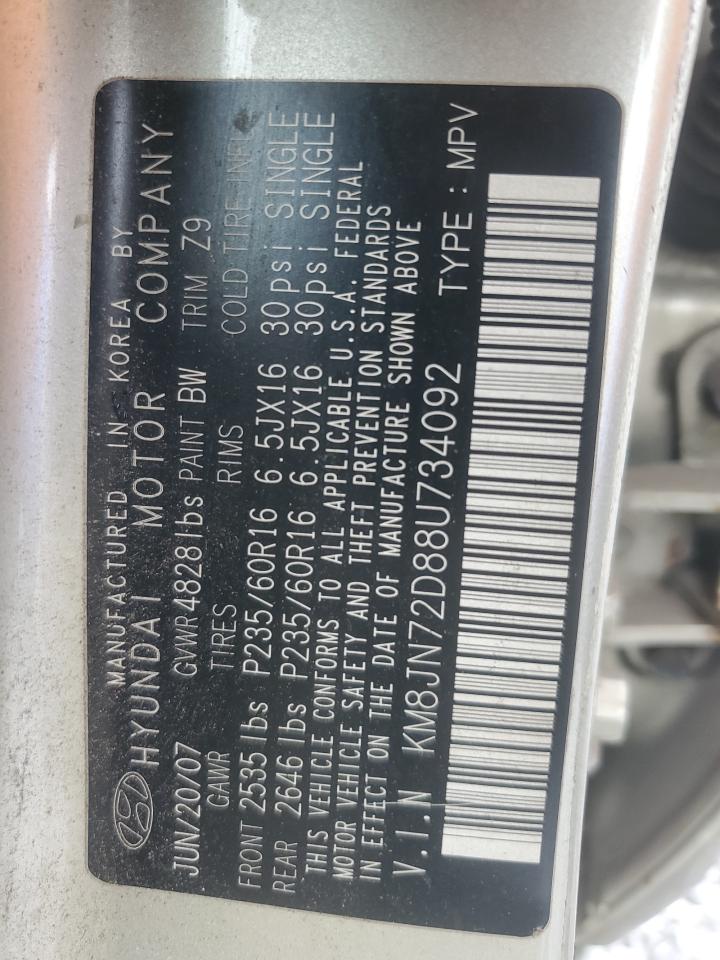 MANUFACTURED IN KOREA BY
HYUNDAI MOTOR COMPANY
JUN/20/07 GVWR 4828 lbs PAINT BW TRIM Z9
GAWR TIRES RIMS COLD TIRE INFL
FRONT 2535 lbs P235/60R16 6.5JX16 30psi SINGLE
REAR 2646 lbs P235/60R16 6.5JX16 30psi SINGLE
THIS VEHICLE CONFORMS TO ALL APPLICABLE U.S.A. FEDERAL
MOTOR VEHICLE SAFETY AND THEFT PREVENTION STANDARDS
IN EFFECT ON THE DATE OF MANUFACTURE SHOWN ABOVE
V.I.N KM8JN72D88U734092 TYPE : MPV